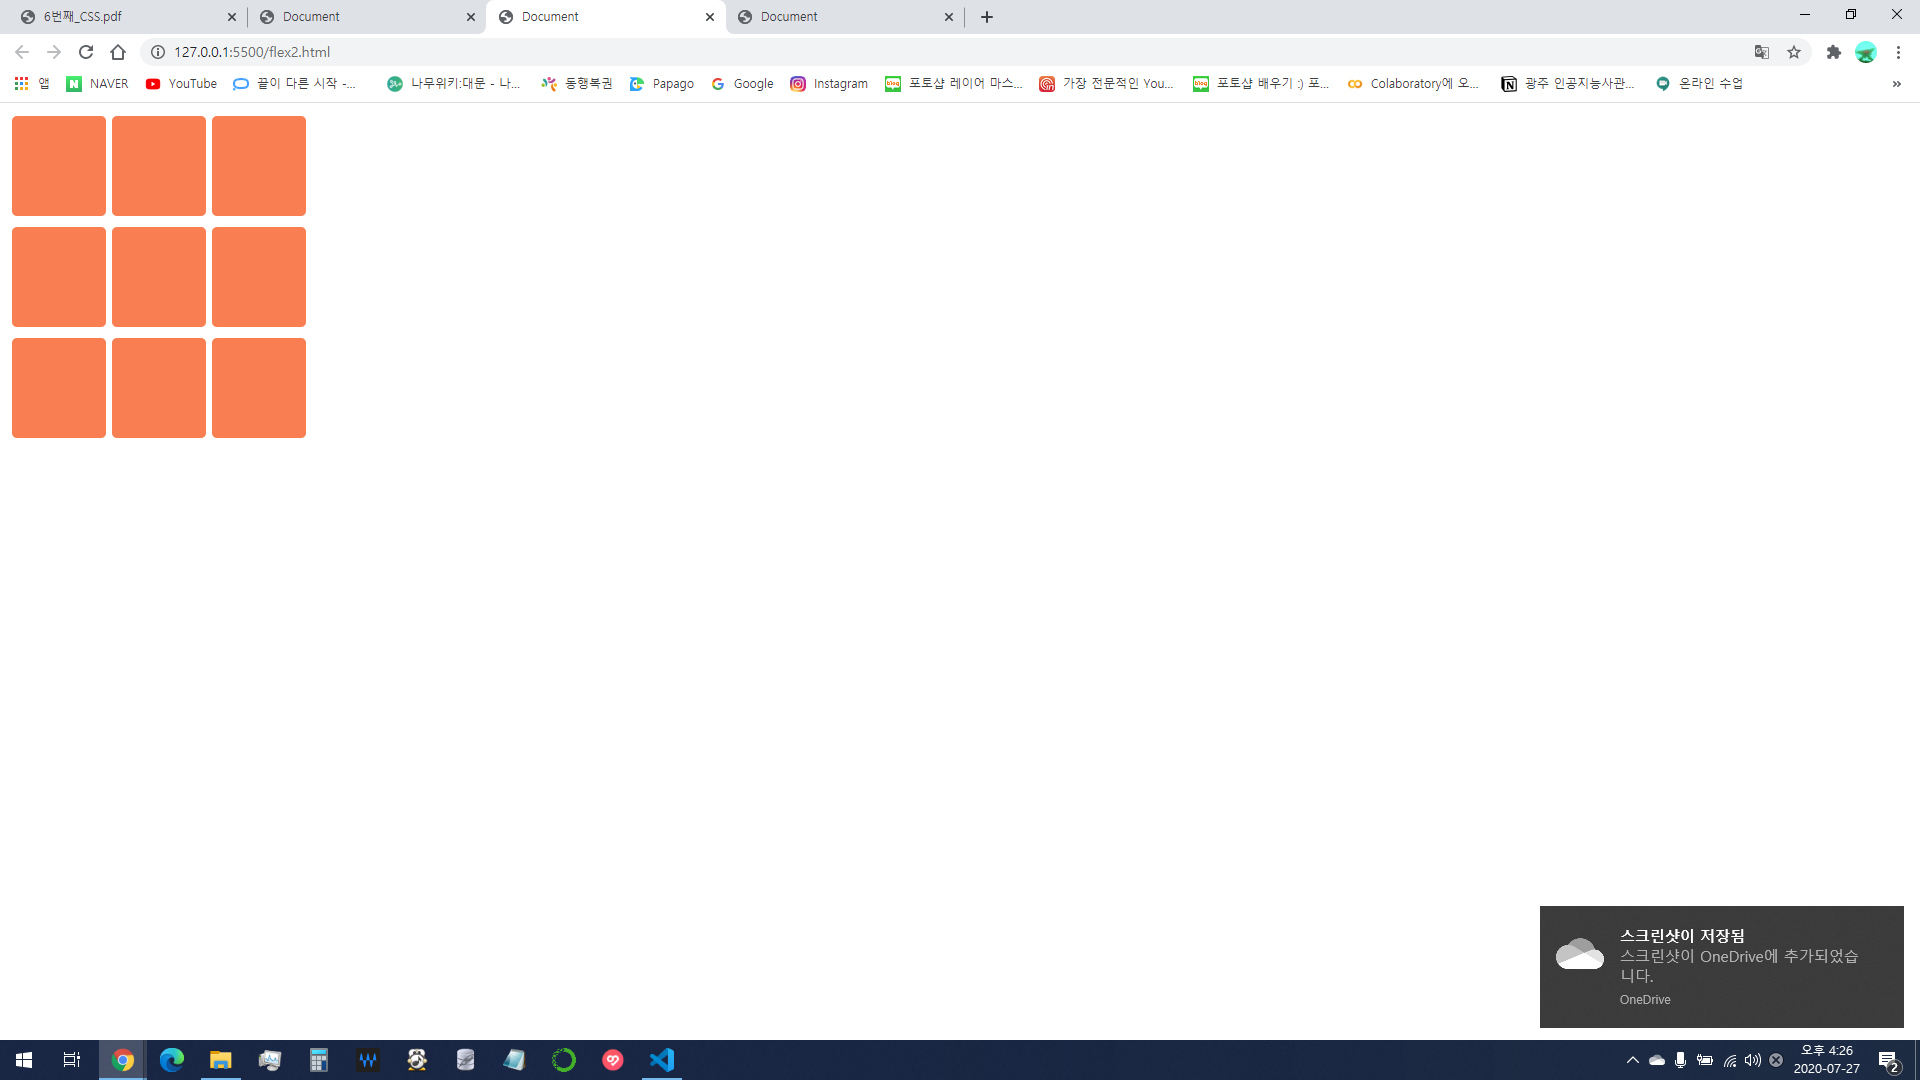 6번째_CSS.pdf
Document
Document
Document
127.0.0.1:5500/flex2.html
앱
NAVER
YouTube
끝이 다른 시작 -...
나무위키:대문 - 나...
동행복권
Papago
Google
Instagram
포토샵 레이어 마스...
가장 전문적인 You...
포토샵 배우기 :) 포...
Colaboratory에 오...
광주 인공지능사관...
온라인 수업
»
스크린샷이 저장됨
스크린샷이 OneDrive에 추가되었습
니다.
OneDrive
오후 4:26
2020-07-27
2